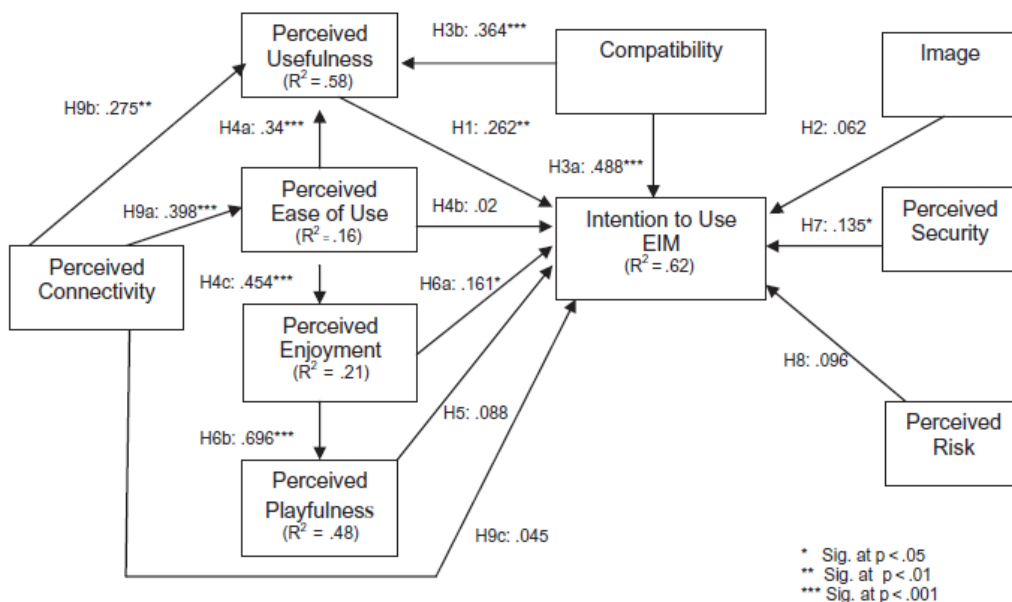 Perceived
Usefulness
(R² = .58)
H3b: .364***
Compatibility
Image
H9b: .275**
H4a: .34***
H1: .262**
H2: .062
H3a: .488***
Perceived
Ease of Use
(R² = .16)
H9a: .398***
H4b: .02
Intention to Use
EIM
(R² = .62)
H7: .135*
Perceived
Security
Perceived
Connectivity
H4c: .454***
H6a: .161*
Perceived
Enjoyment
(R² = .21)
H8: .096
H5: .088
Perceived
Risk
H6b: .696***
Perceived
Playfulness
(R² = .48)
H9c: .045
* Sig. at p < .05
** Sig. at p < .01
*** Sig. at p < .001